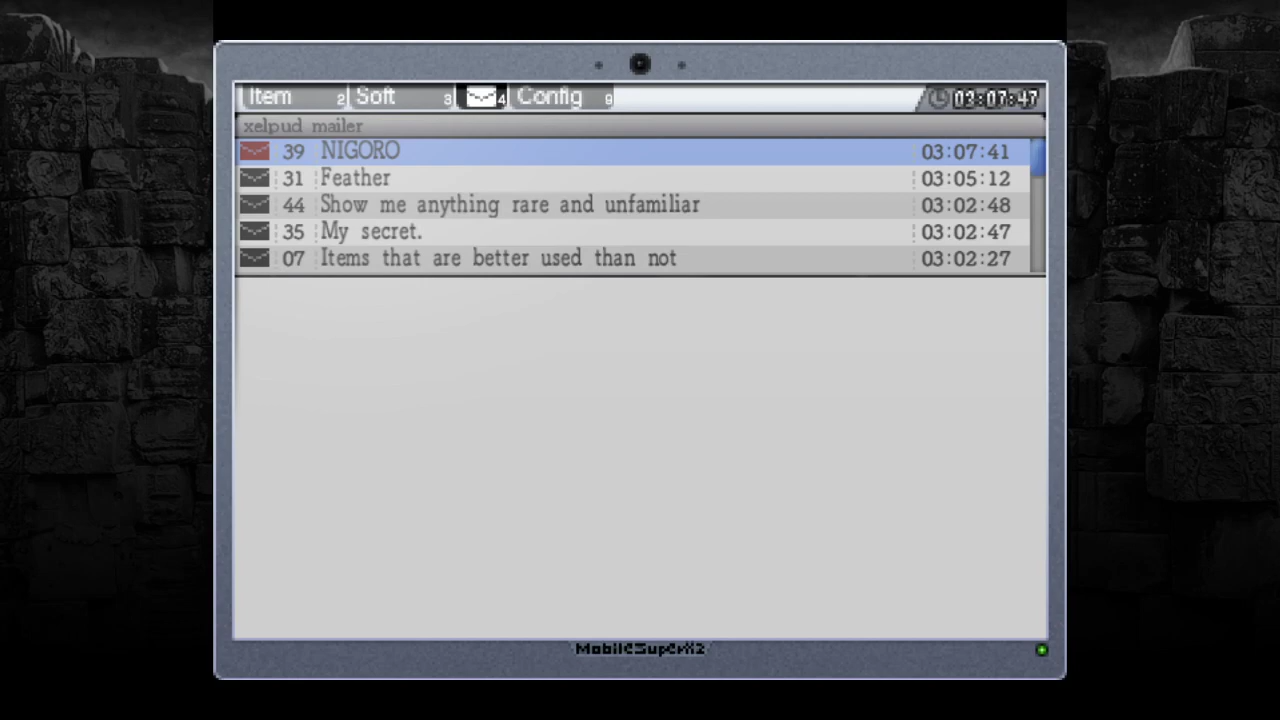 Item 2 Soft 3 4 Config 9 03:07:47
xelpud mailer
39 NIGORO 03:07:41
31 Feather 03:05:12
44 Show me anything rare and unfamiliar 03:02:48
35 My secret. 03:02:47
07 Items that are better used than not 03:02:27
MobileSuperX2